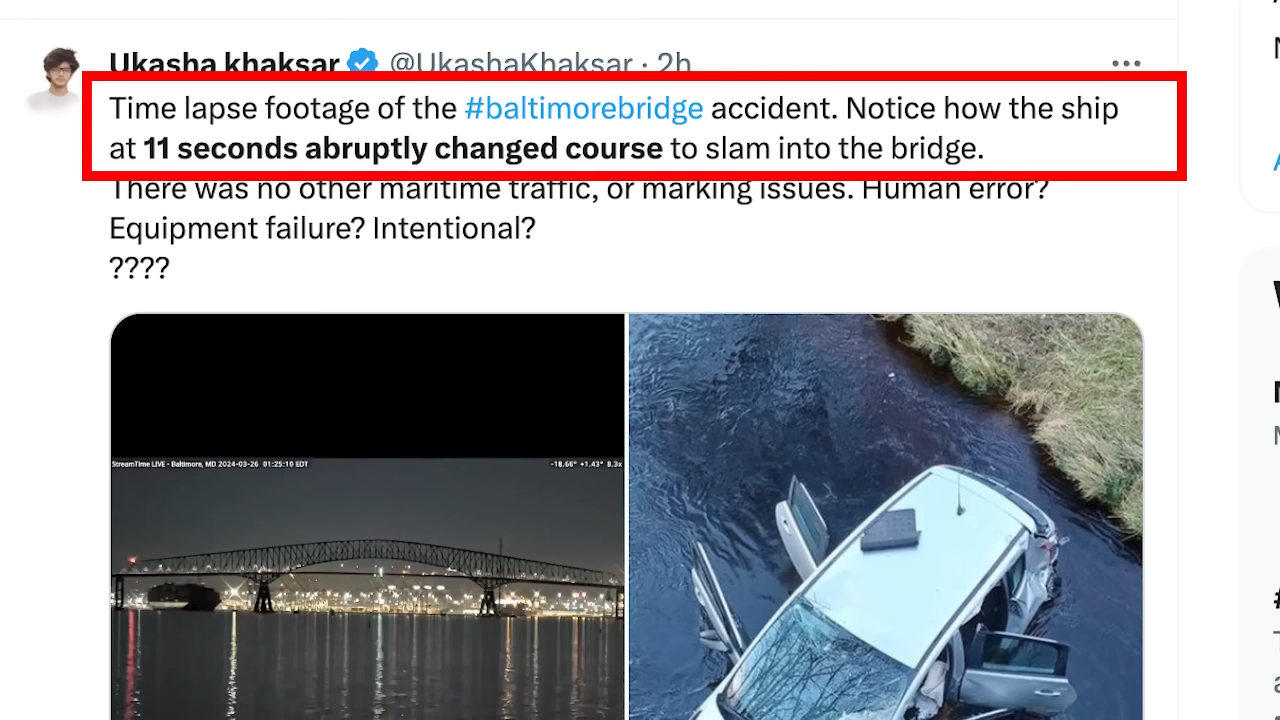 Ukasha khaksar @UkashaKhaksar · 2h
Time lapse footage of the #baltimorebridge accident. Notice how the ship
at 11 seconds abruptly changed course to slam into the bridge.
There was no other maritime traffic, or marking issues. Human error?
Equipment failure? Intentional?
????
StreamTime LIVE - Baltimore, MD 2024-03-26 01:25:10 EDT
-18.66° +1.43° 8.3x